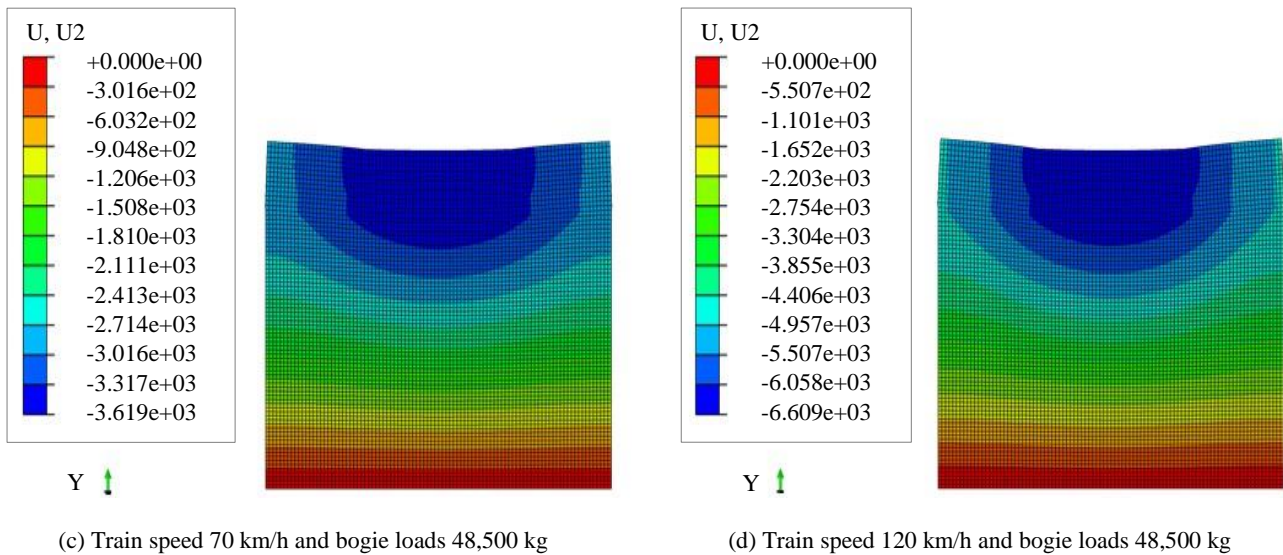 U, U2
+0.000e+00
-3.016e+02
-6.032e+02
-9.048e+02
-1.206e+03
-1.508e+03
-1.810e+03
-2.111e+03
-2.413e+03
-2.714e+03
-3.016e+03
-3.317e+03
-3.619e+03
Y
(c) Train speed 70 km/h and bogie loads 48,500 kg
U, U2
+0.000e+00
-5.507e+02
-1.101e+03
-1.652e+03
-2.203e+03
-2.754e+03
-3.304e+03
-3.855e+03
-4.406e+03
-4.957e+03
-5.507e+03
-6.058e+03
-6.609e+03
Y
(d) Train speed 120 km/h and bogie loads 48,500 kg